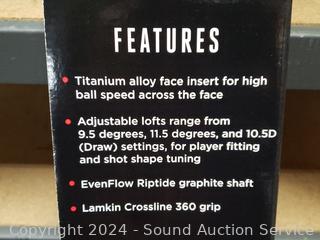 FEATURES
• Titanium alloy face insert for high
ball speed across the face
• Adjustable lofts range from
9.5 degrees, 11.5 degrees, and 10.5D
(Draw) settings, for player fitting
and shot shape tuning
• EvenFlow Riptide graphite shaft
• Lamkin Crossline 360 grip
Copyright 2024 - Sound Auction Service